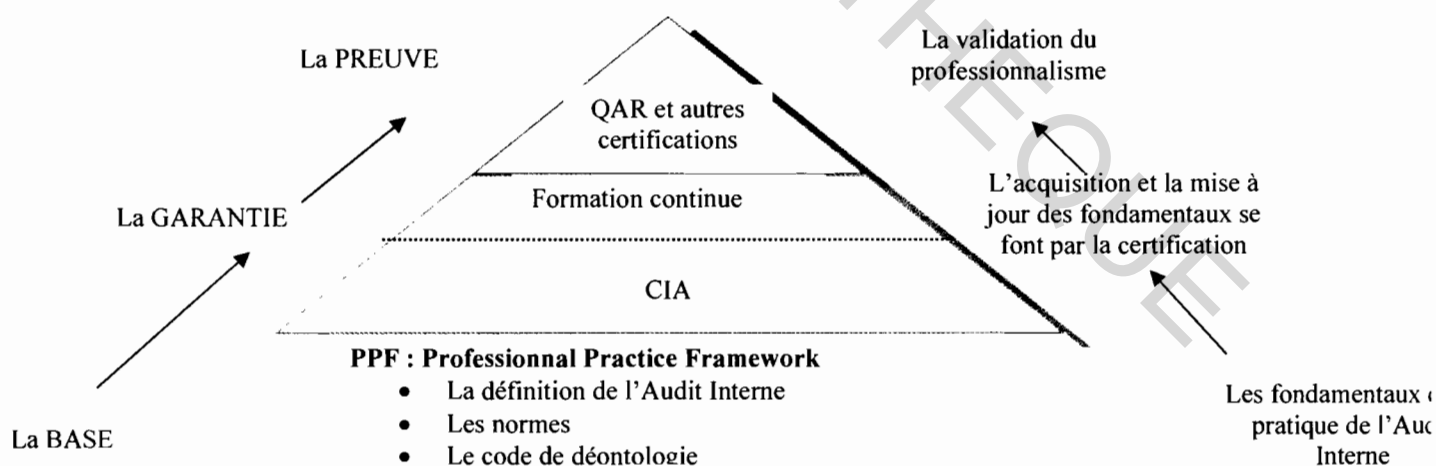 La PREUVE
La validation du
professionnalisme
QAR et autres
certifications
La GARANTIE
Formation continue
L'acquisition et la mise à
jour des fondamentaux se
font par la certification
CIA
PPF : Professionnal Practice Framework
• La définition de l'Audit Interne
• Les normes
• Le code de déontologie
La BASE
Les fondamentaux
pratique de l'
Interne
THEQUE